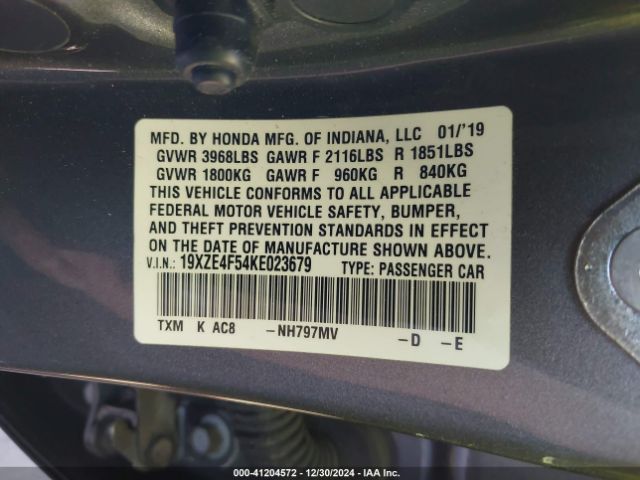 MFD. BY HONDA MFG. OF INDIANA, LLC 01/'19
GVWR 3968LBS GAWR F 2116LBS R 1851LBS
GVWR 1800KG GAWR F 960KG R 840KG
THIS VEHICLE CONFORMS TO ALL APPLICABLE
FEDERAL MOTOR VEHICLE SAFETY, BUMPER,
AND THEFT PREVENTION STANDARDS IN EFFECT
ON THE DATE OF MANUFACTURE SHOWN ABOVE.
V.I.N.: 19XZE4F54KE023679 TYPE: PASSENGER CAR
TXM K AC8 -NH797MV -D -E
000-41204572 - 12/30/2024 - IAA Inc.